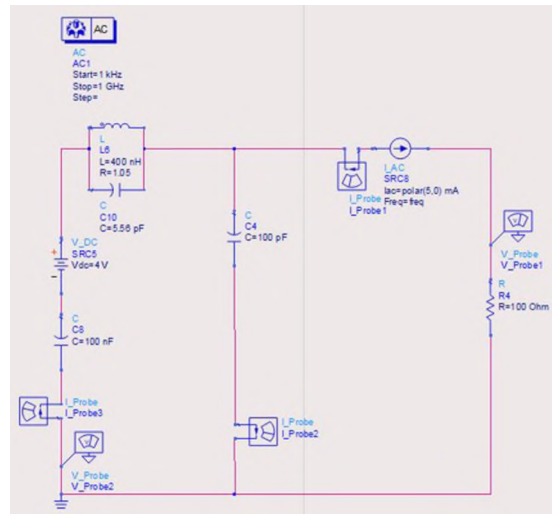 AC
AC
AC1
Start=1 kHz
Stop=1 GHz
Step=
L
L6
L=400 nH
R=1.05
C
C10
C=5.56 pF
V_DC
SRC5
Vdc=4 V
+
-
C
C8
C=100 nF
I_Probe
I_Probe3
V_Probe
V_Probe2
C
C4
C=100 pF
I_Probe
I_Probe2
I_Probe
I_Probe1
I_AC
SRC8
Iac=polar(5,0) mA
Freq=freq
V_Probe
V_Probe1
R
R4
R=100 Ohm